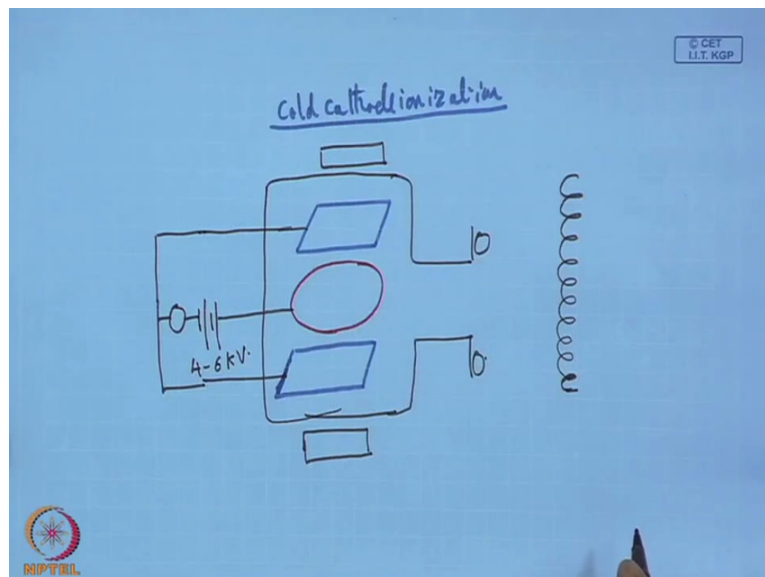 © CET
I.I.T. KGP
Cold cathode ionization
4-6 KV.
NPTEL